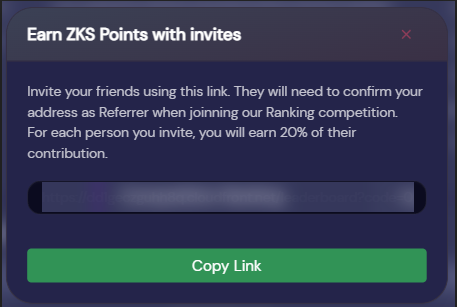 Earn ZKS Points with invites
Invite your friends using this link. They will need to confirm your
address as Referrer when joinning our Ranking competition.
For each person you invite, you will earn 20% of their
contribution.
Copy Link